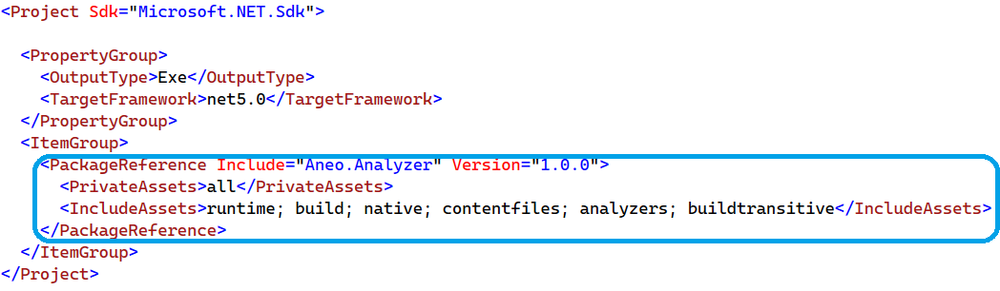 <Project Sdk="Microsoft.NET.Sdk">
<PropertyGroup>
<OutputType>Exe</OutputType>
<TargetFramework>net5.0</TargetFramework>
</PropertyGroup>
<ItemGroup>
<PackageReference Include="Aneo.Analyzer" Version="1.0.0">
<PrivateAssets>all</PrivateAssets>
<IncludeAssets>runtime; build; native; contentfiles; analyzers; buildtransitive</IncludeAssets>
</PackageReference>
</ItemGroup>
</Project>